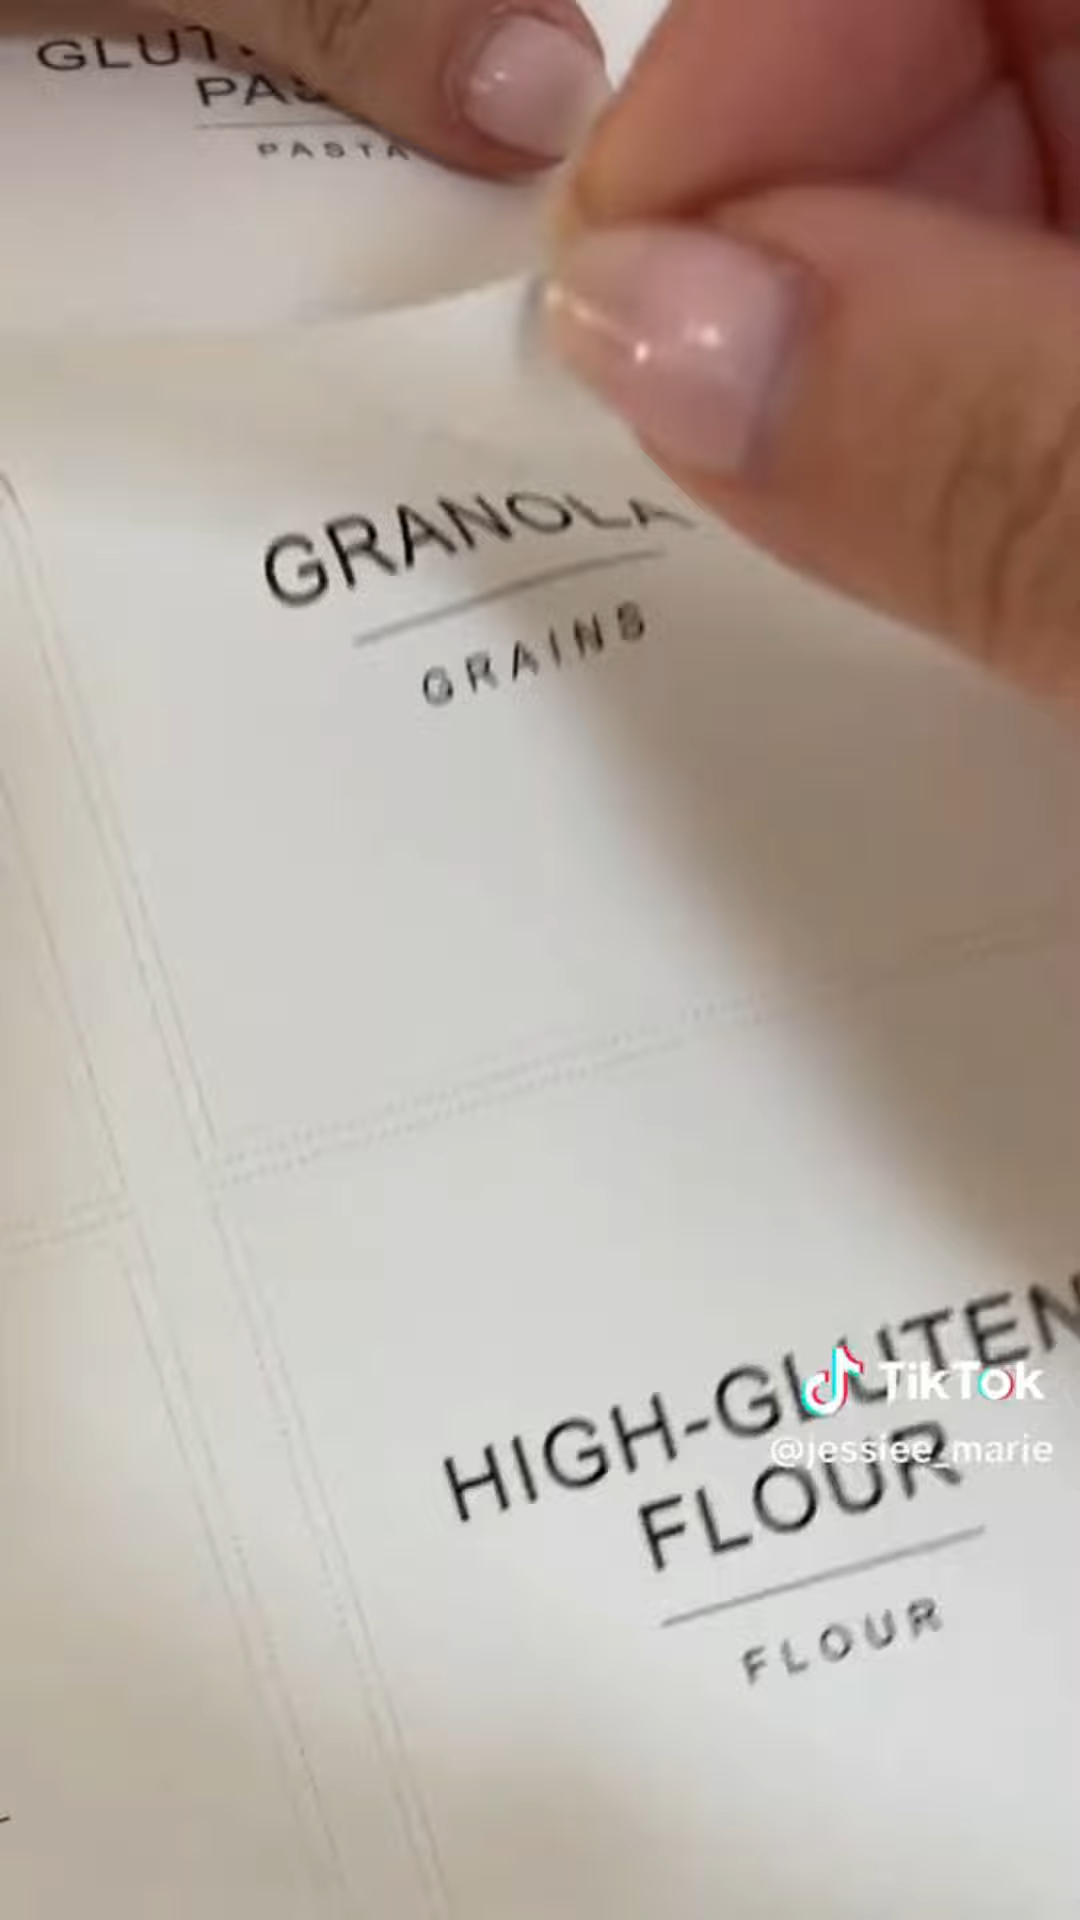 PASTA
GRANOLA
GRAINS
HIGH-GLUTEN
FLOUR
FLOUR
TikTok
@jessiee_marie